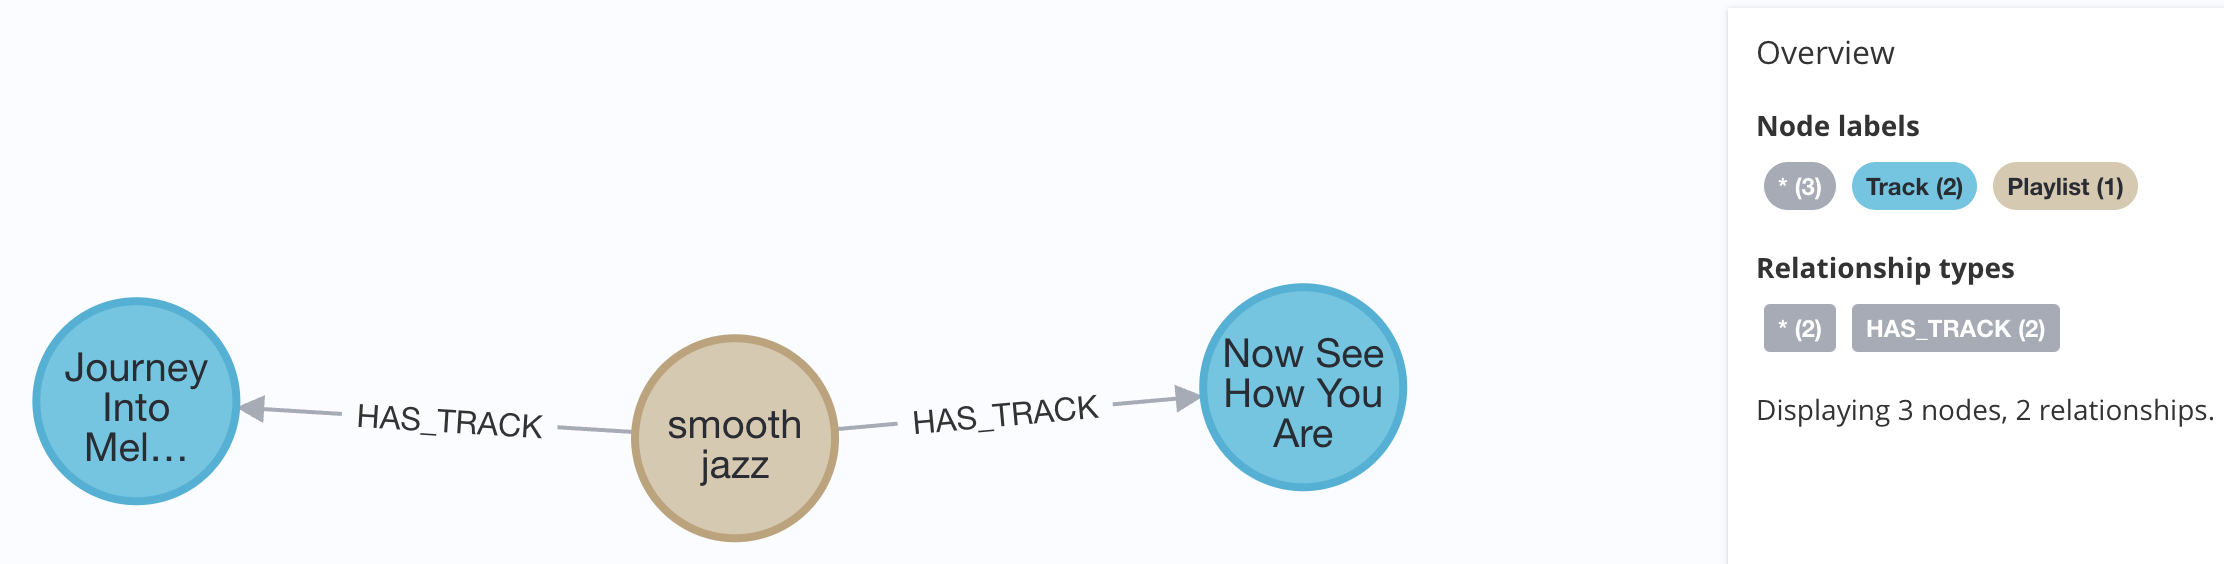 Journey
Into
Mel...
HAS_TRACK
smooth
jazz
HAS_TRACK
Now See
How You
Are
Overview
Node labels
* (3) Track (2) Playlist (1)
Relationship types
* (2) HAS_TRACK (2)
Displaying 3 nodes, 2 relationships.